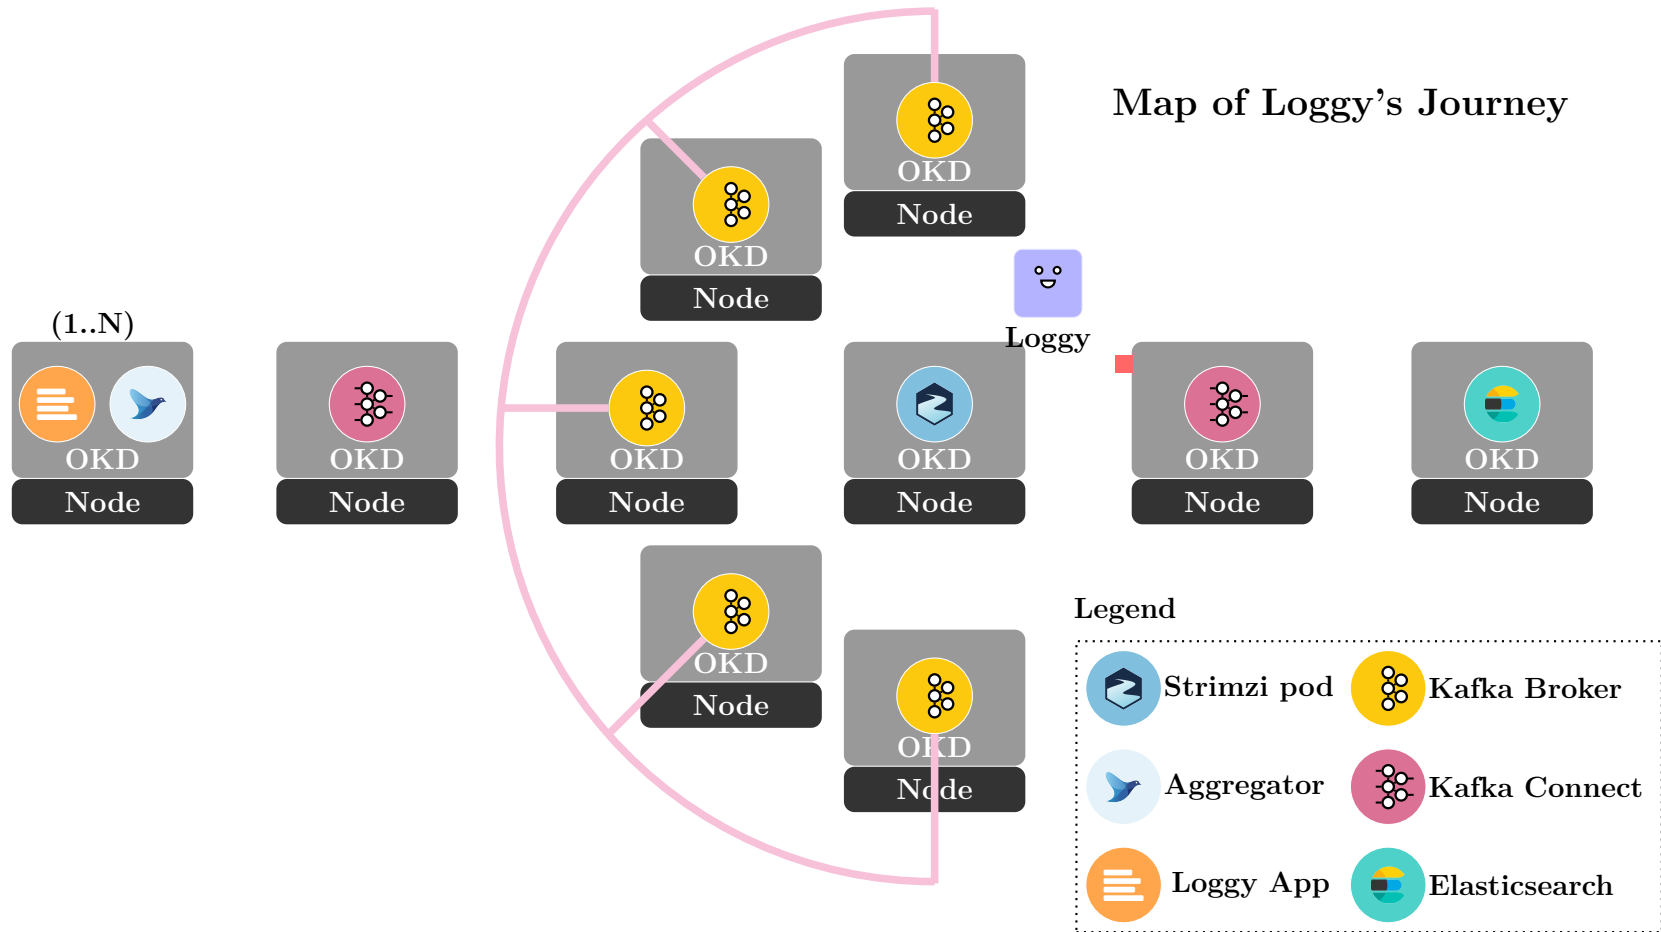 Map of Loggy's Journey
OKD
Node
OKD
Node
Loggy
(1..N)
OKD
Node
OKD
Node
OKD
Node
OKD
Node
OKD
Node
OKD
Node
OKD
Node
OKD
Node
Legend
Strimzi pod
Kafka Broker
Aggregator
Kafka Connect
Loggy App
Elasticsearch